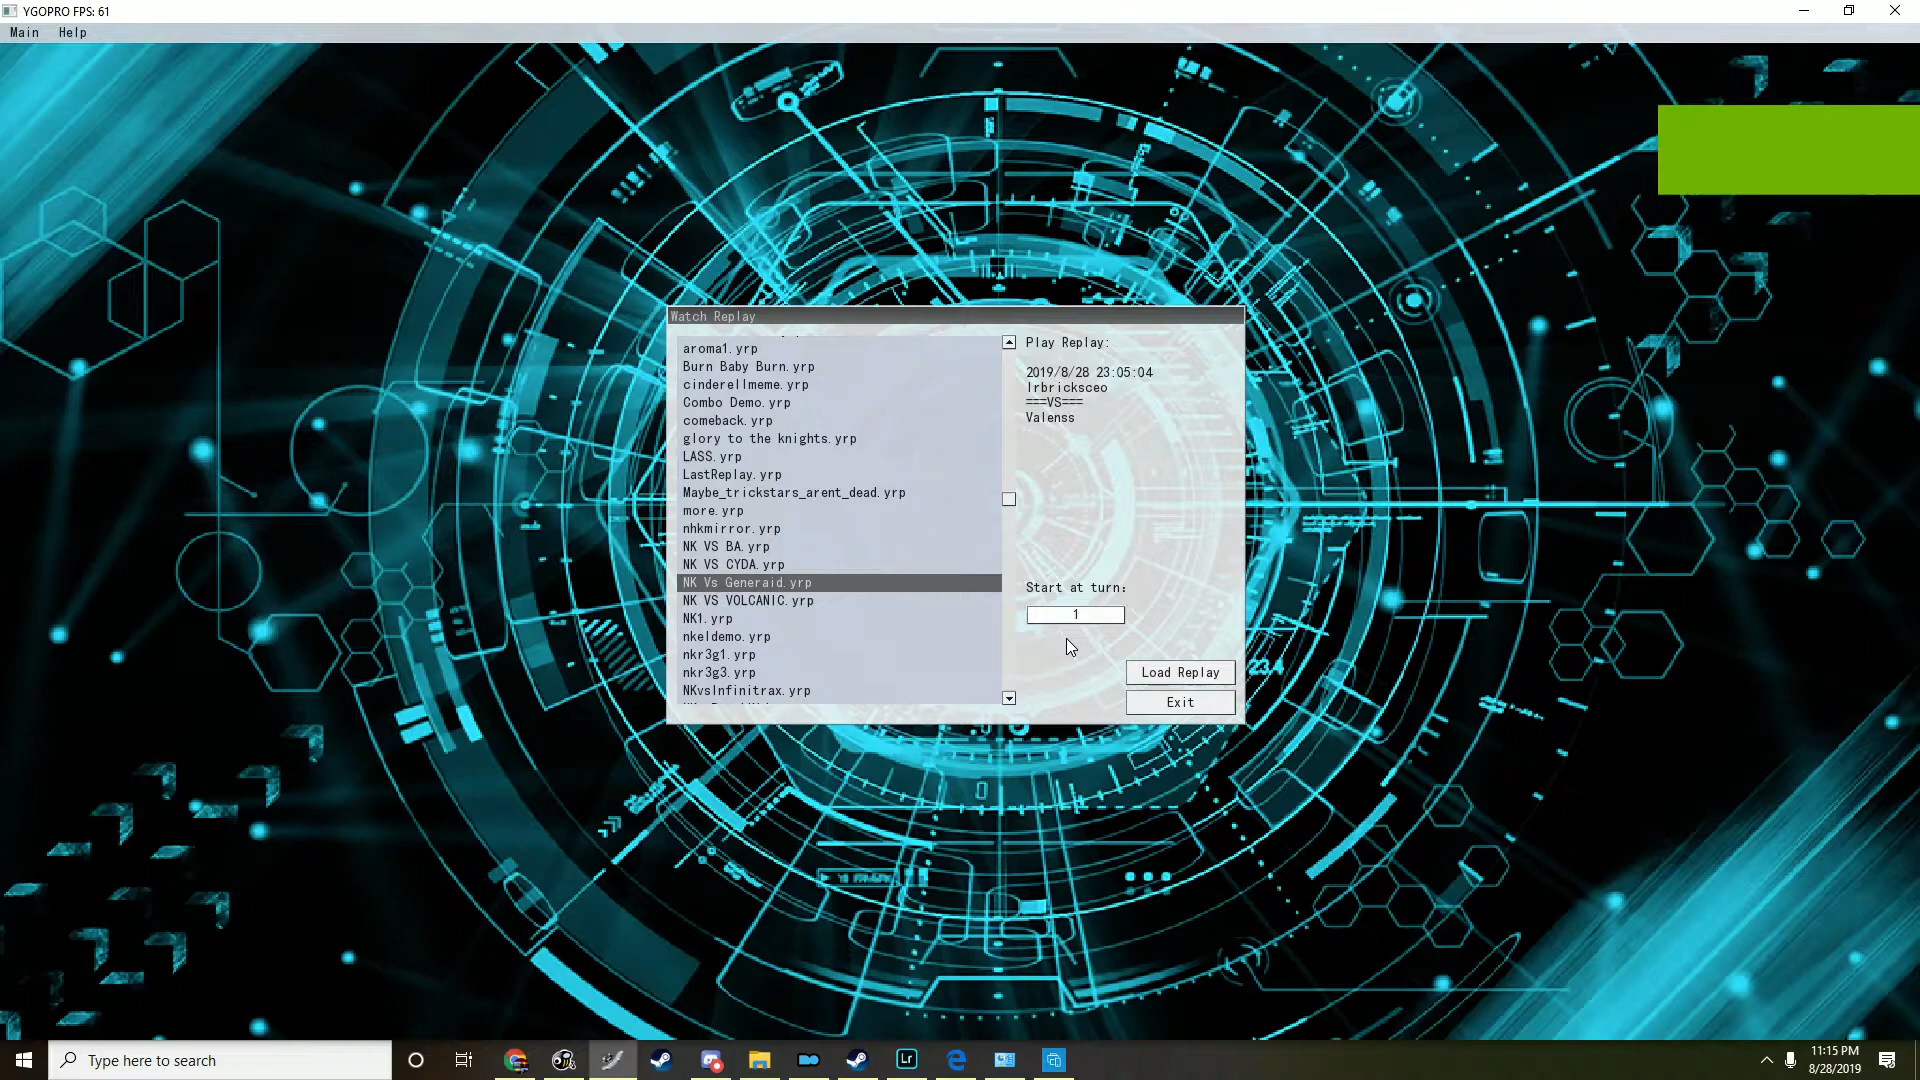 YGOPRO FPS: 61
Main Help
Watch Replay
aroma1.yrp
Burn Baby Burn.yrp
cinderellmeme.yrp
Combo Demo.yrp
comeback.yrp
glory to the knights.yrp
LASS.yrp
LastReplay.yrp
Maybe_trickstars_arent_dead.yrp
more.yrp
nhkmirror.yrp
NK VS BA.yrp
NK VS CYDA.yrp
NK Vs Generaid.yrp
NK VS VOLCANIC.yrp
NK1.yrp
nkeldemo.yrp
nkr3g1.yrp
nkr3g3.yrp
NKvsInfinitrax.yrp
Play Replay:
2019/8/28 23:05:04
lrbricksceo
===VS===
Valenss
Start at turn:
1
Load Replay
Exit
Type here to search
Lr
11:15 PM
8/28/2019